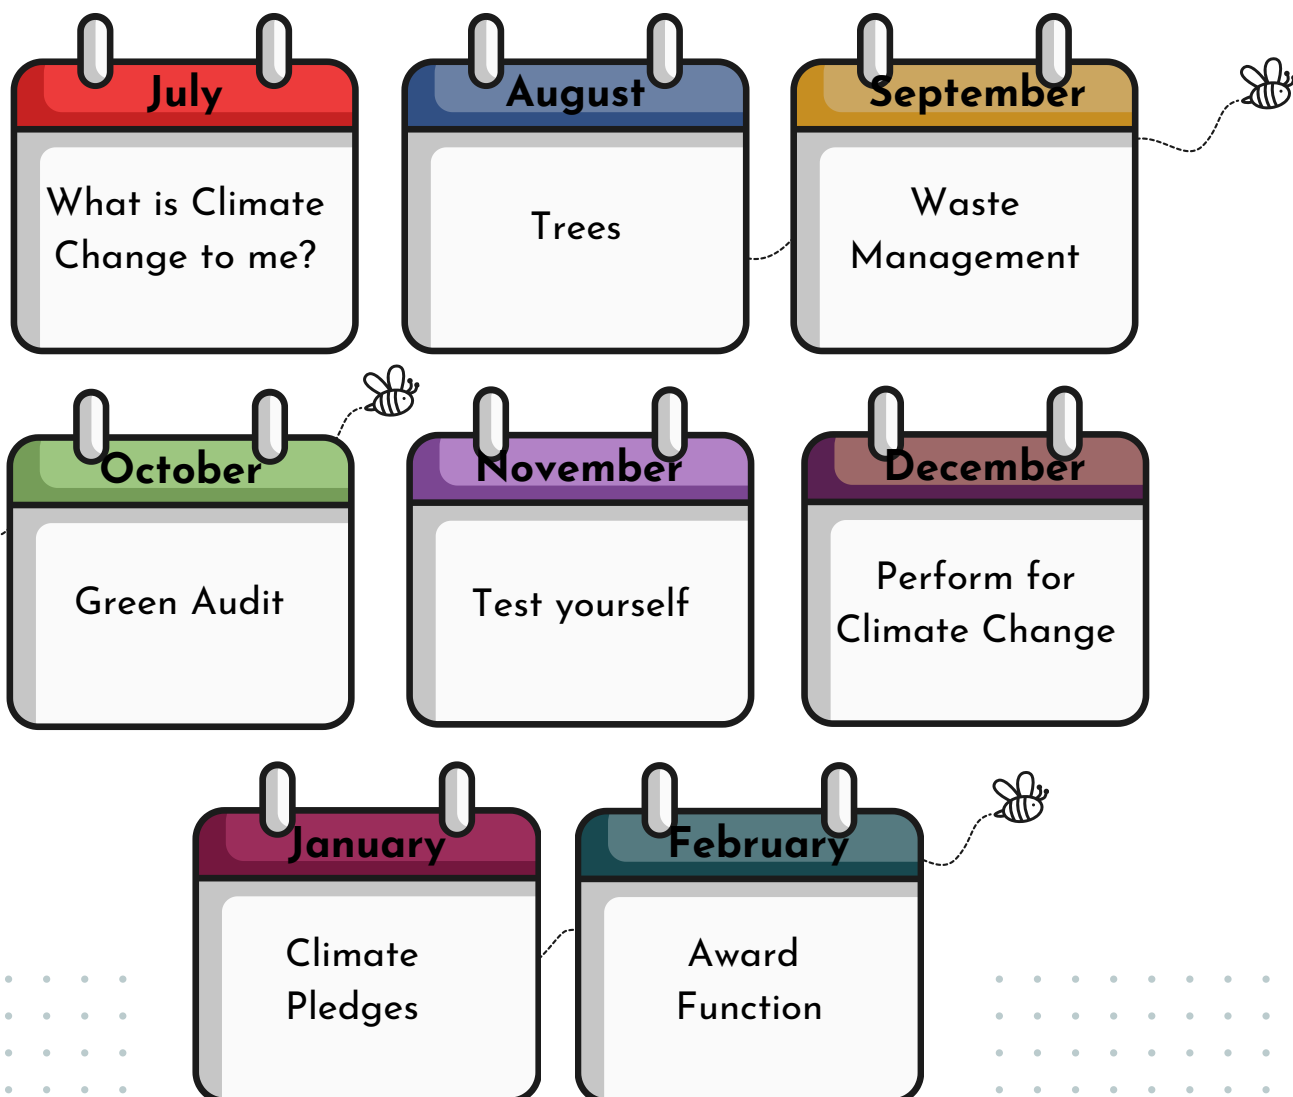 July
What is Climate
Change to me?
August
Trees
September
Waste
Management
October
Green Audit
November
Test yourself
December
Perform for
Climate Change
January
Climate
Pledges
February
Award
Function